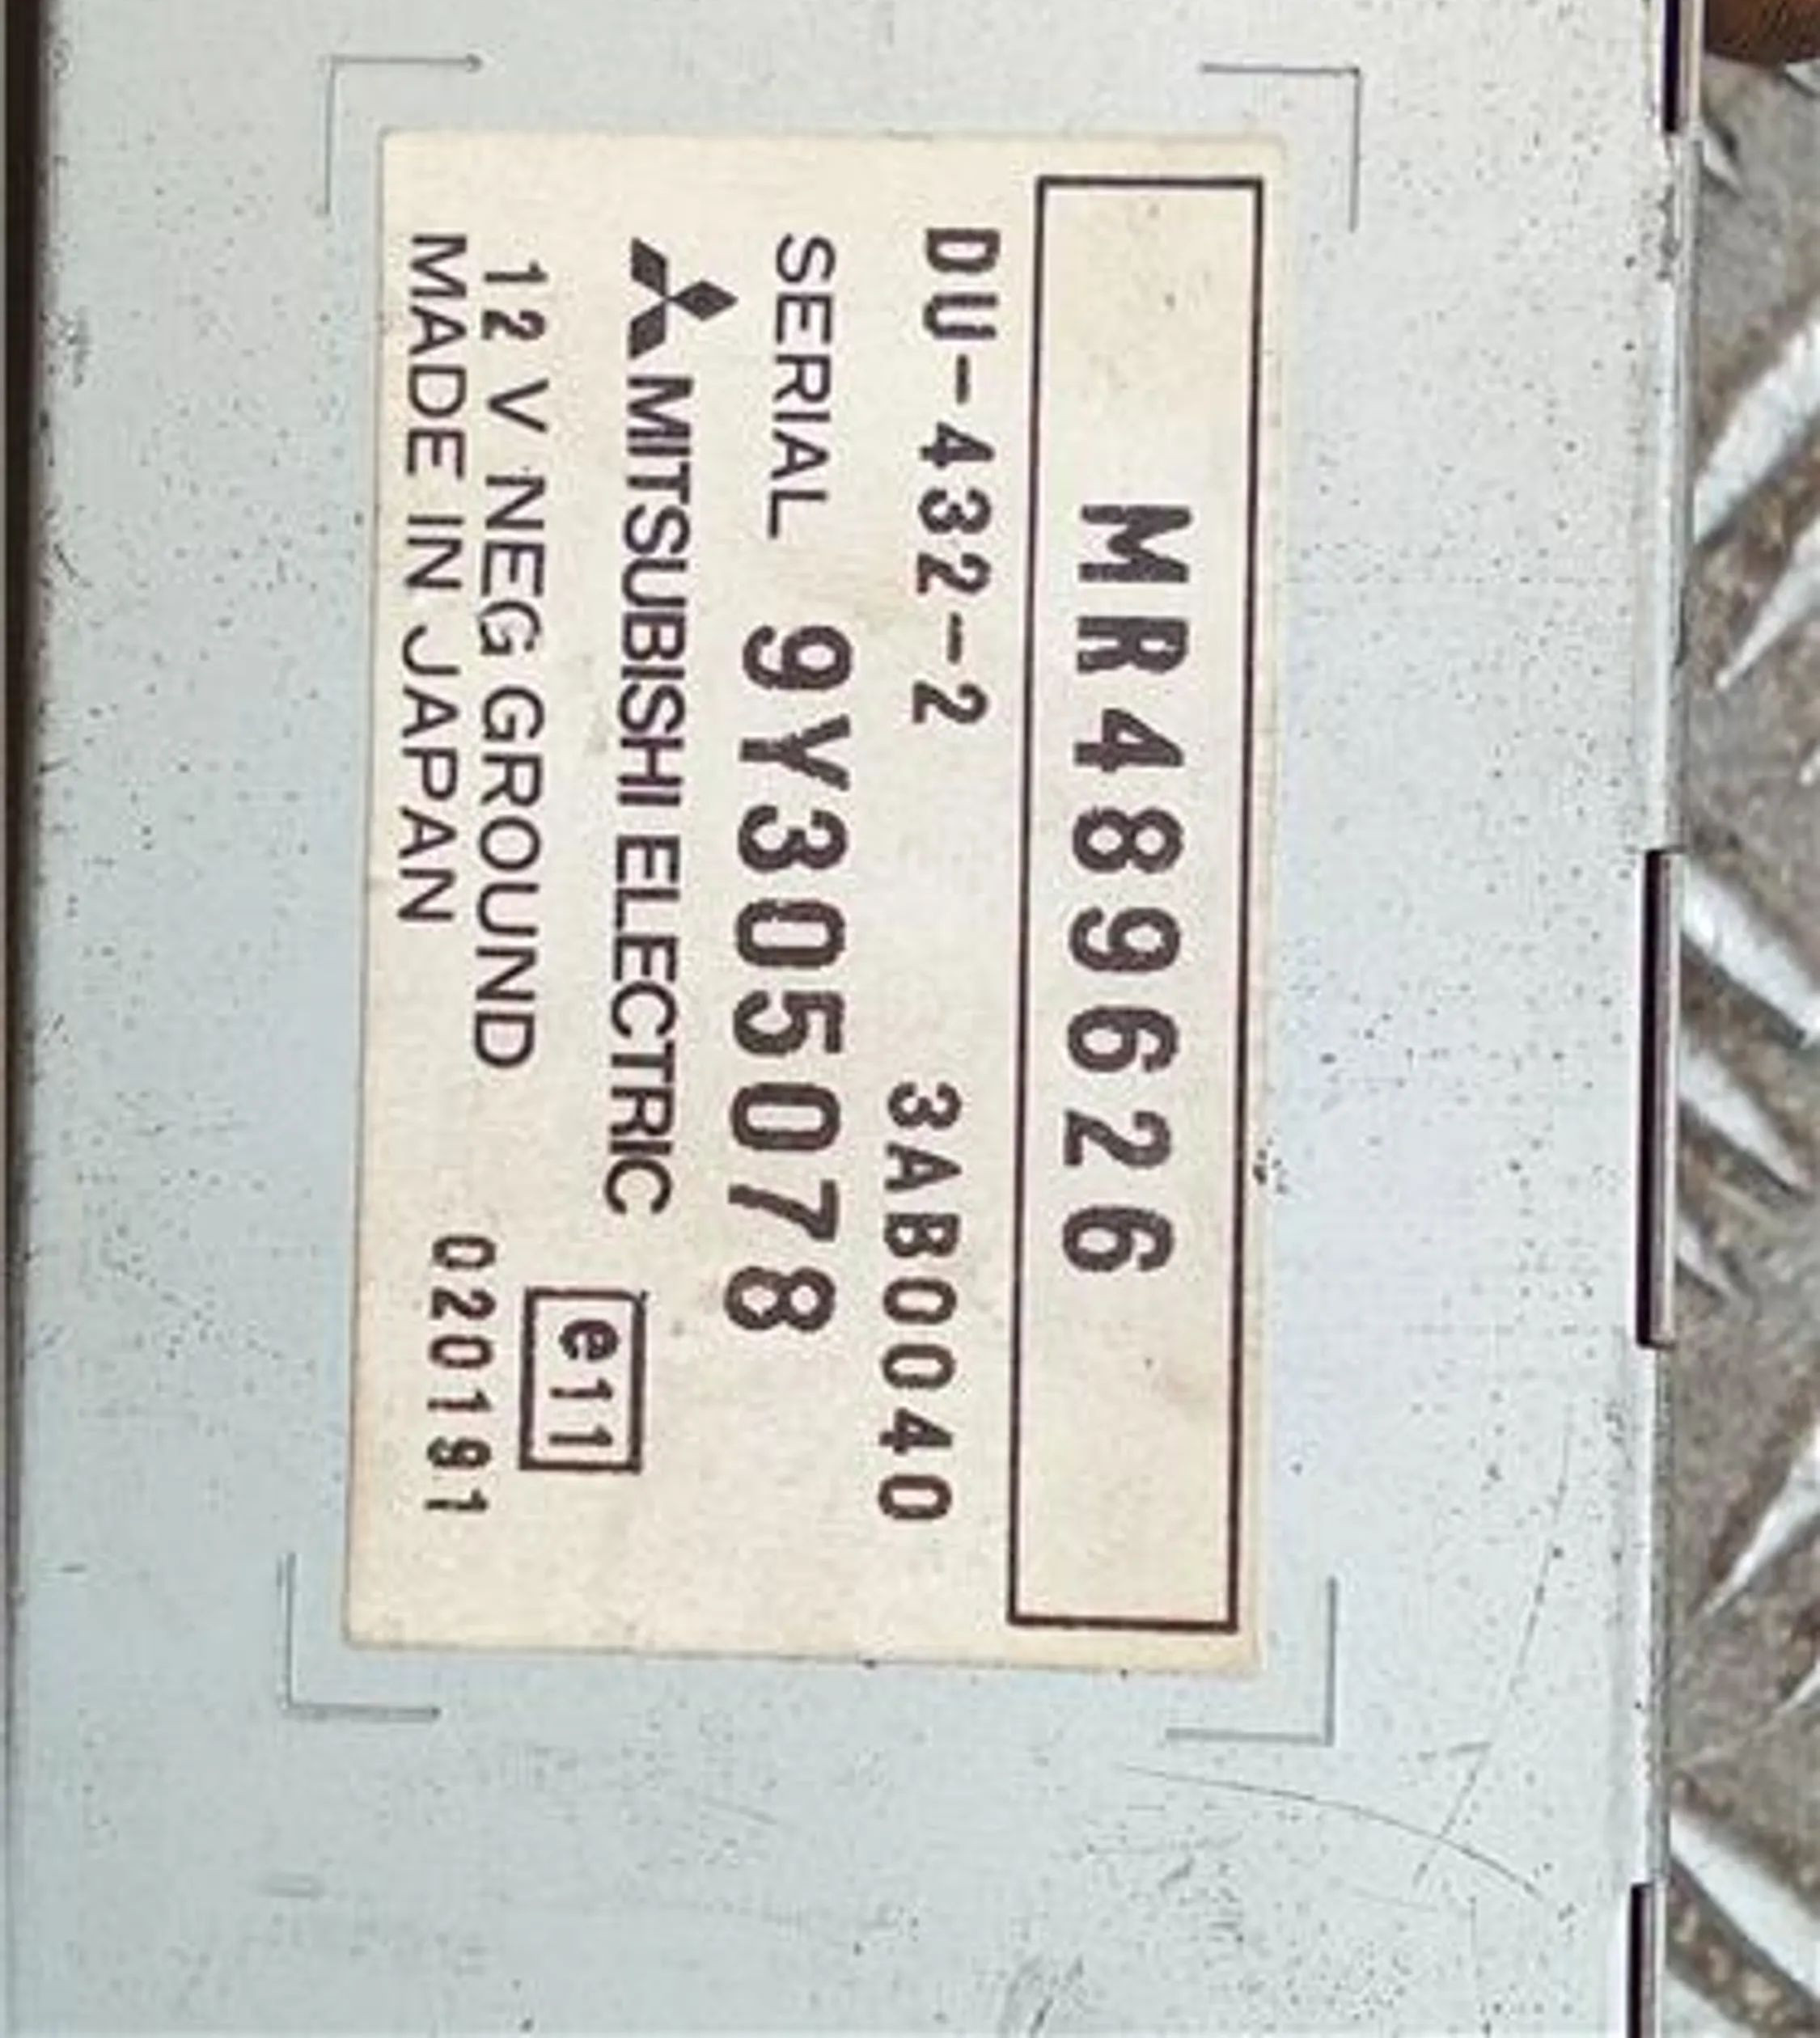 MR489626
DU-432-2 3AB0040
SERIAL 9Y305078
MITSUBISHI ELECTRIC
e11
12 V NEG GROUND
020191
MADE IN JAPAN